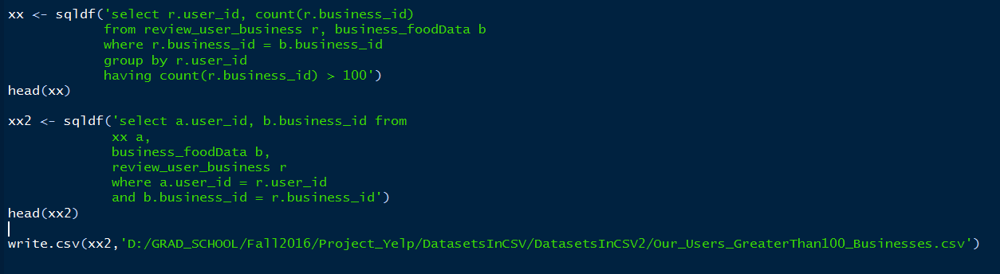 xx <- sqldf('select r.user_id, count(r.business_id)
from review_user_business r, business_foodData b
where r.business_id = b.business_id
group by r.user_id
having count(r.business_id) > 100')
head(xx)
xx2 <- sqldf('select a.user_id, b.business_id from
xx a,
business_foodData b,
review_user_business r
where a.user_id = r.user_id
and b.business_id = r.business_id')
head(xx2)
write.csv(xx2,'D:/GRAD_SCHOOL/Fall2016/Project_Yelp/DatasetsInCSV/DatasetsInCSV2/Our_Users_GreaterThan100_Businesses.csv')